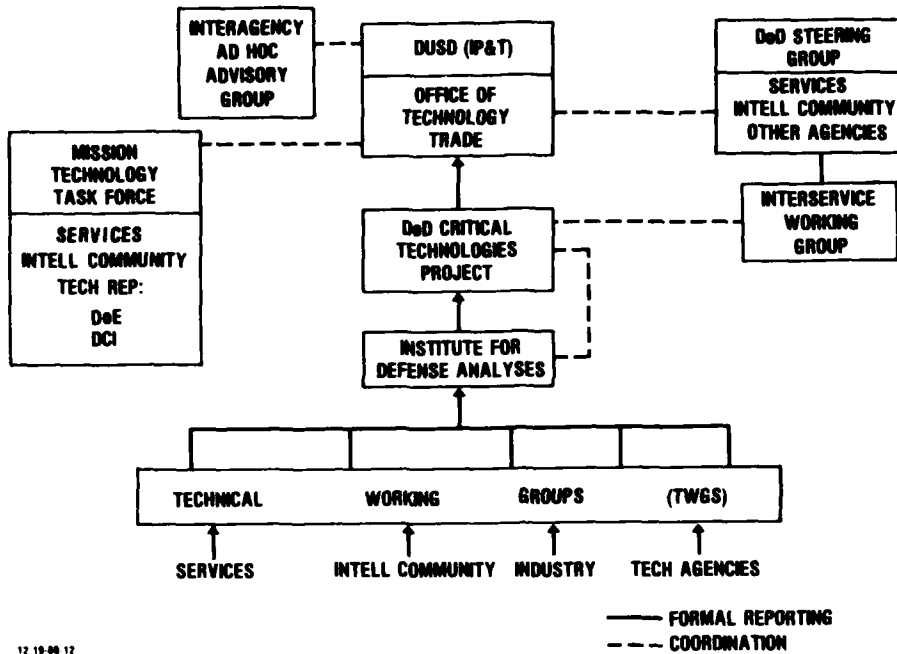 INTERAGENCY
AD HOC
ADVISORY
GROUP
DUSD (IP&T)
OFFICE OF
TECHNOLOGY
TRADE
DoD STEERING
GROUP
SERVICES
INTELL COMMUNITY
OTHER AGENCIES
MISSION
TECHNOLOGY
TASK FORCE
SERVICES
INTELL COMMUNITY
TECH REP:
DoE
DCI
DoD CRITICAL
TECHNOLOGIES
PROJECT
INTERSERVICE
WORKING
GROUP
INSTITUTE FOR
DEFENSE ANALYSES
TECHNICAL WORKING GROUPS (TWGS)
SERVICES INTELL COMMUNITY INDUSTRY TECH AGENCIES
FORMAL REPORTING
COORDINATION